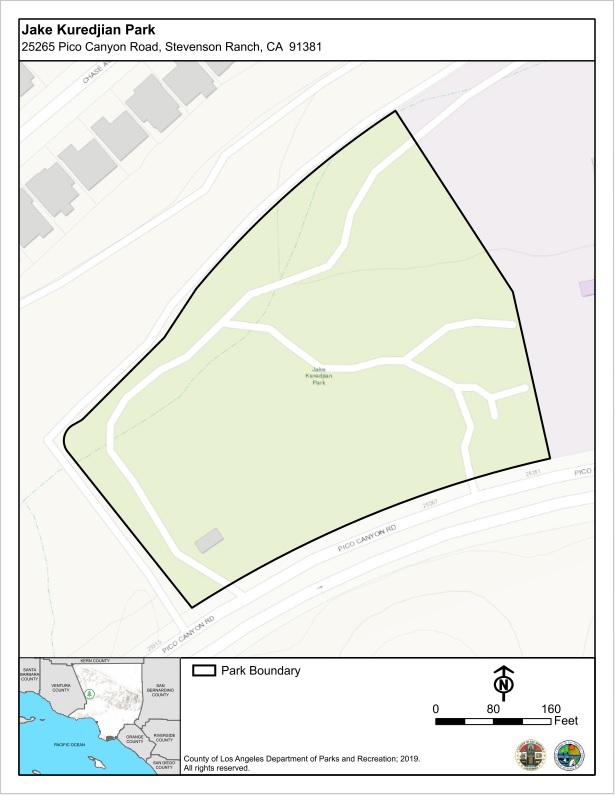 Jake Kuredjian Park
25265 Pico Canyon Road, Stevenson Ranch, CA 91381
CHASE A
Jake
Kuredjian
Park
25281
25267
PICO C
PICO CANYON RD
PICO CANYON RD
25315
KERN COUNTY
SANTA
BARBARA
COUNTY
VENTURA
COUNTY
SAN
BERNARDINO
COUNTY
ORANGE
COUNTY
RIVERSIDE
COUNTY
SAN DIEGO
COUNTY
PACIFIC OCEAN
Park Boundary
N
0 80 160
Feet
County of Los Angeles Department of Parks and Recreation; 2019.
All rights reserved.